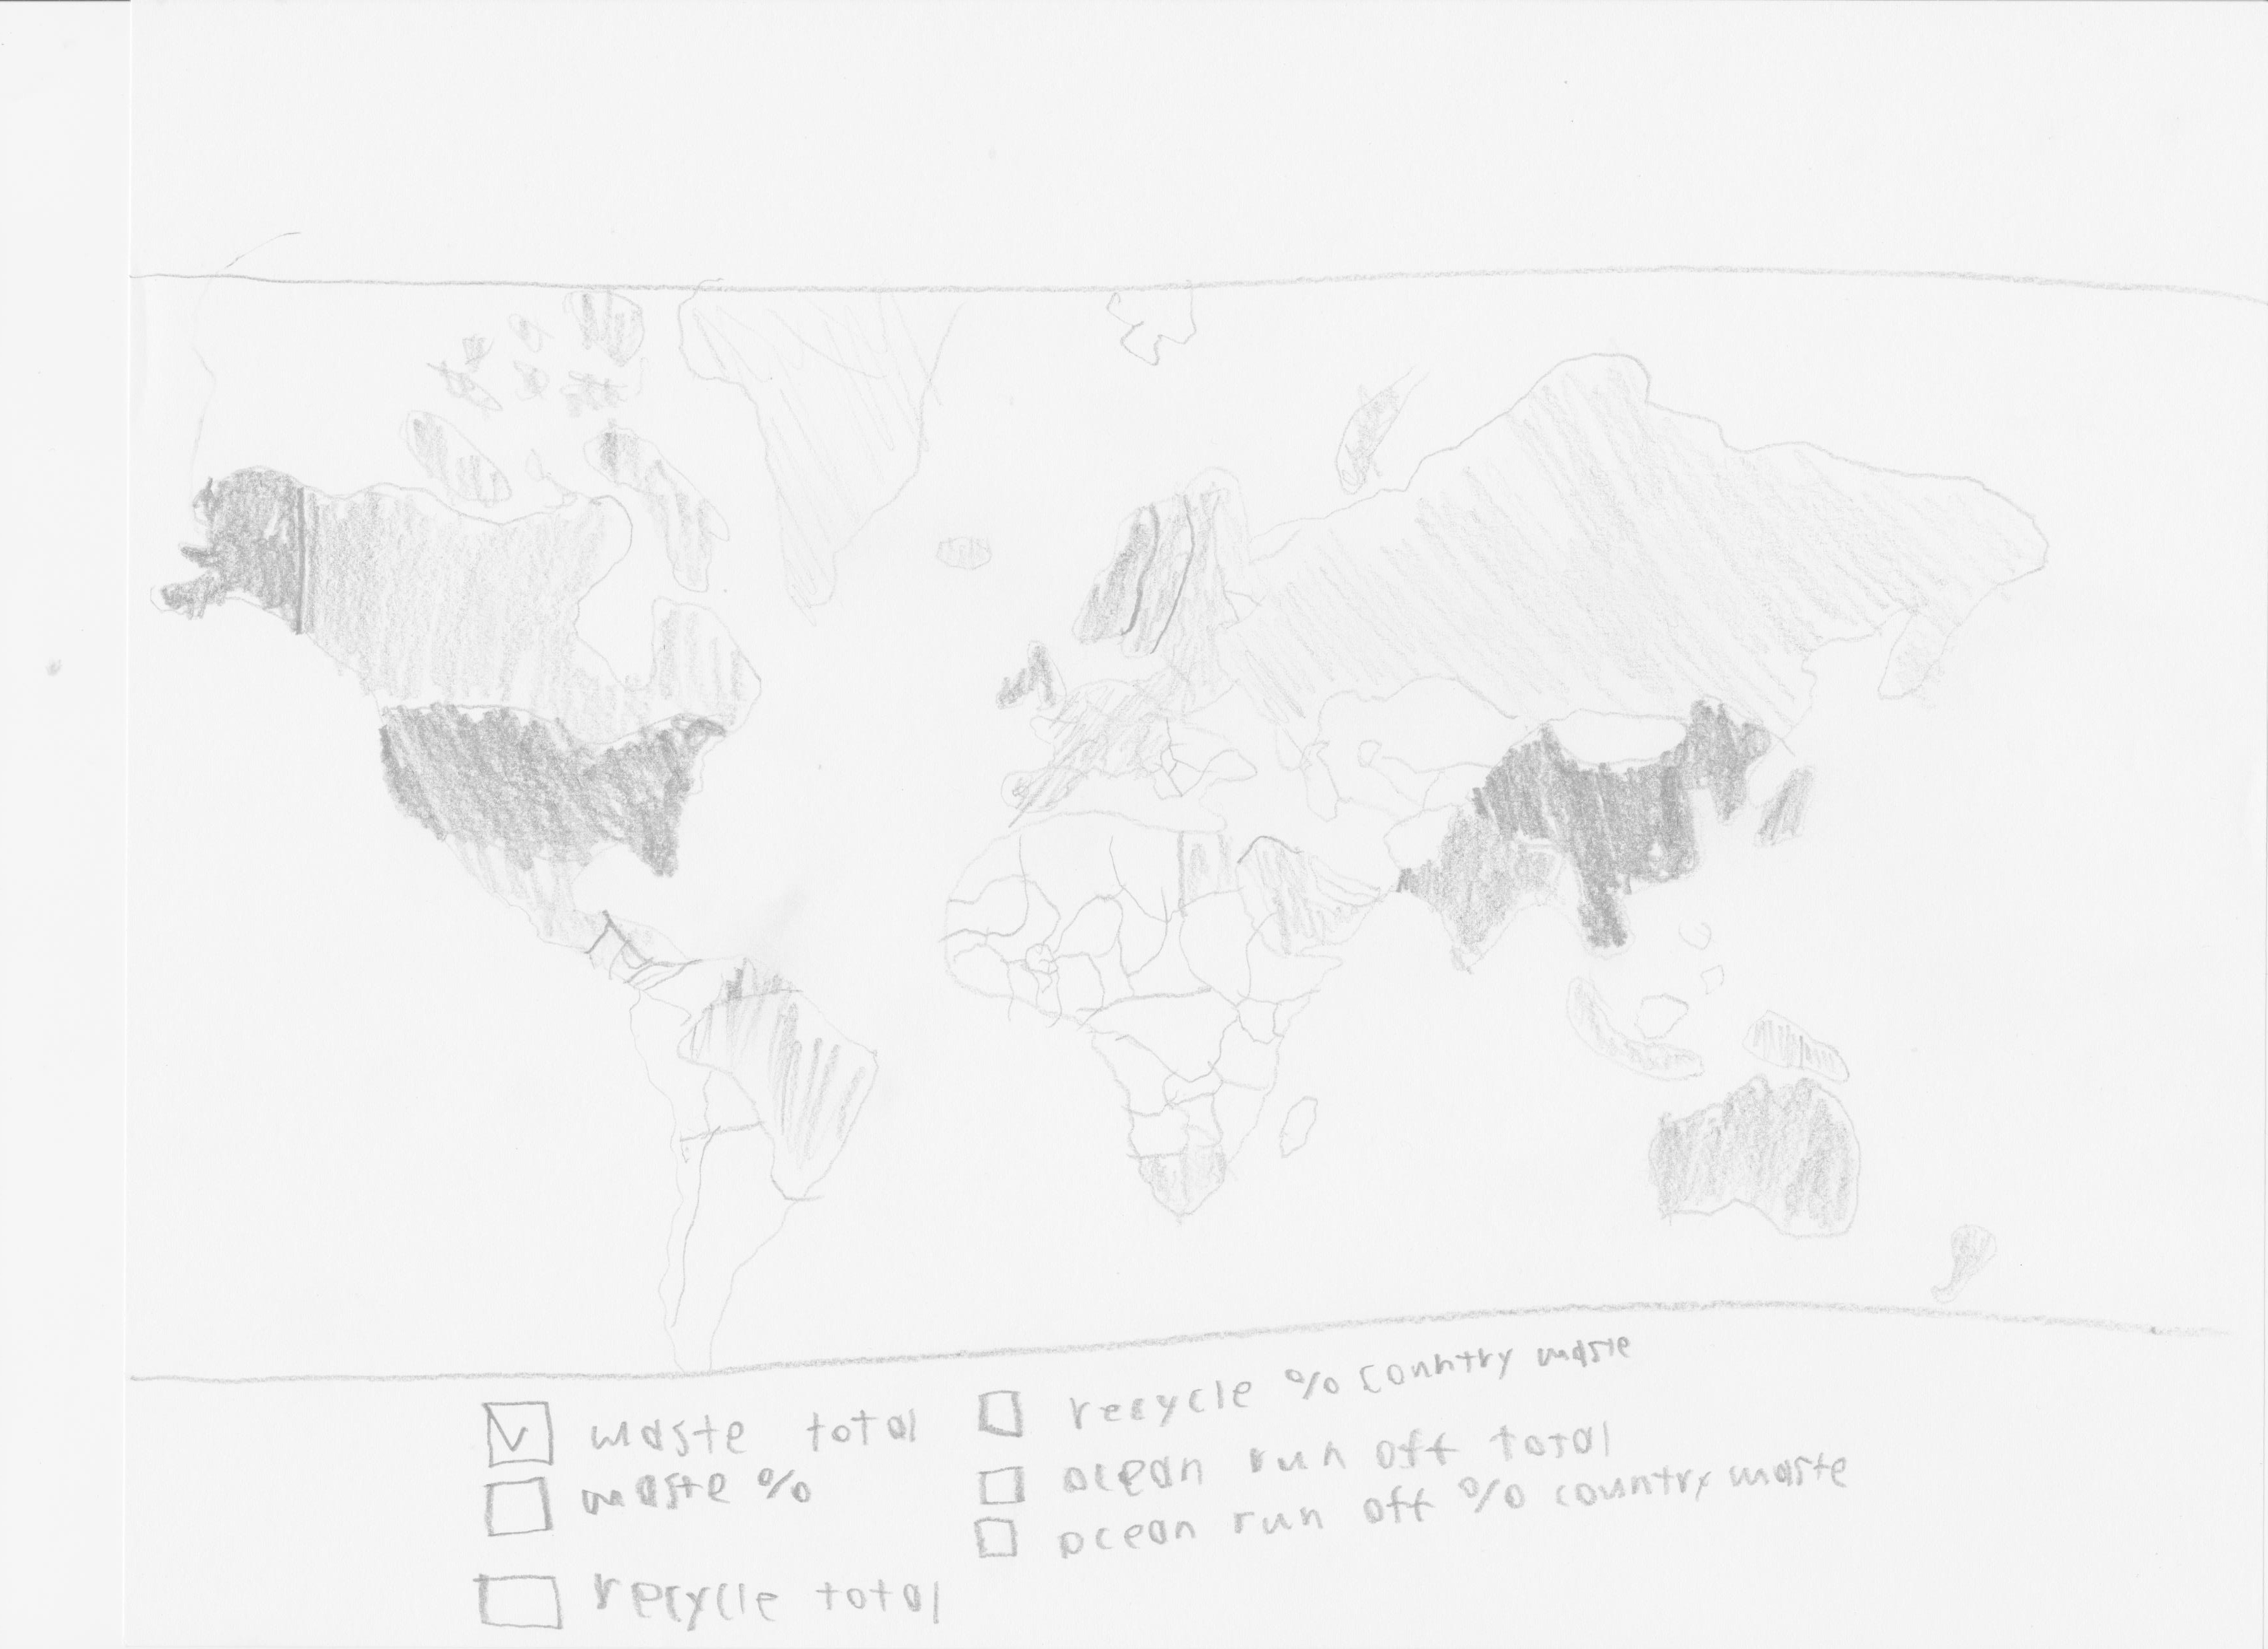 waste total
waste %
recycle total
recycle % country waste
ocean run off total
ocean run off % country waste